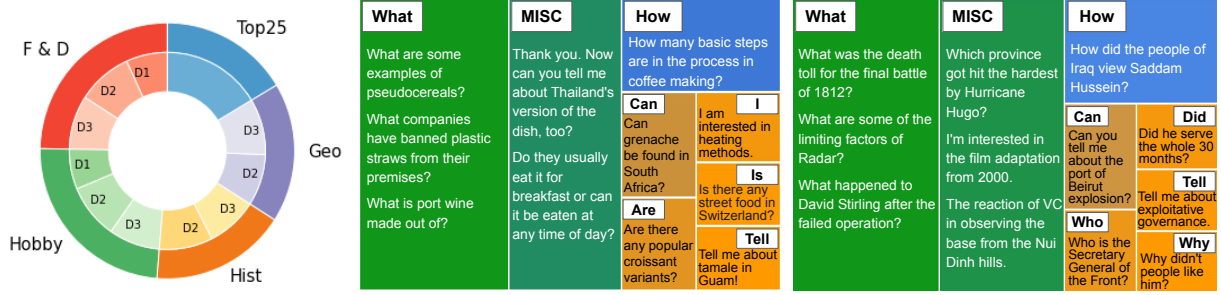 F & D
Top25
Geo
Hist
Hobby
D1
D2
D3
D1
D2
D3
D2
D3
D2
D3
What
What are some
examples of
pseudocereals?
What companies
have banned plastic
straws from their
premises?
What is port wine
made out of?
MISC
Thank you. Now
can you tell me
about Thailand's
version of the
dish, too?
Do they usually
eat it for
breakfast or can
it be eaten at
any time of day?
How
How many basic steps
are in the process in
coffee making?
Can
Can
grenache
be found in
South
Africa?
Are
Are there
any popular
croissant
variants?
I
I am
interested in
heating
methods.
Is
Is there any
street food in
Switzerland?
Tell
Tell me about
tamale in
Guam!
What
What was the death
toll for the final battle
of 1812?
What are some of the
limiting factors of
Radar?
What happened to
David Stirling after the
failed operation?
MISC
Which province
got hit the hardest
by Hurricane
Hugo?
I'm interested in
the film adaptation
from 2000.
The reaction of VC
in observing the
base from the Nui
Dinh hills.
How
How did the people of
Iraq view Saddam
Hussein?
Can
Can you
tell me
about the
port of
Beirut
explosion?
Who
Who is the
Secretary
General of
the Front?
Did
Did he serve
the whole 30
months?
Tell
Tell me about
exploitative
governance.
Why
Why didn't
people like
him?